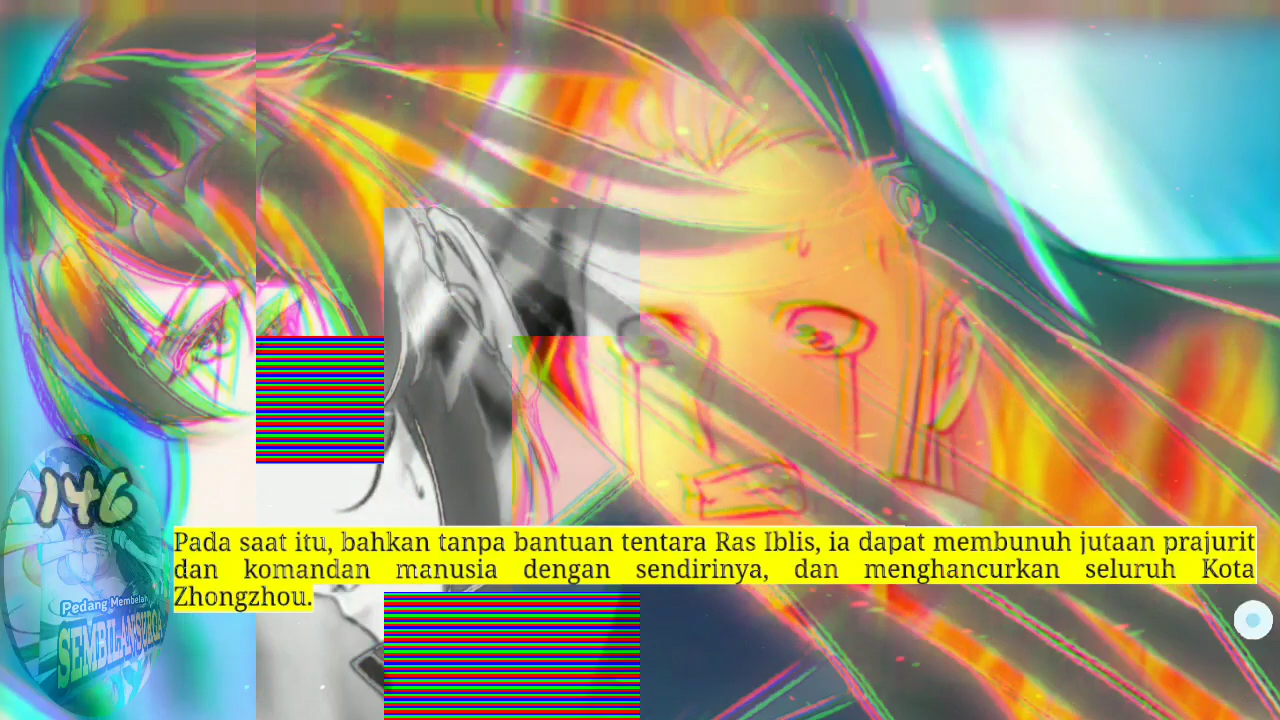 146
Pedang Membelah
SEMBILAN SURGA
Pada saat itu, bahkan tanpa bantuan tentara Ras Iblis, ia dapat membunuh jutaan prajurit
dan komandan manusia dengan sendirinya, dan menghancurkan seluruh Kota
Zhongzhou.